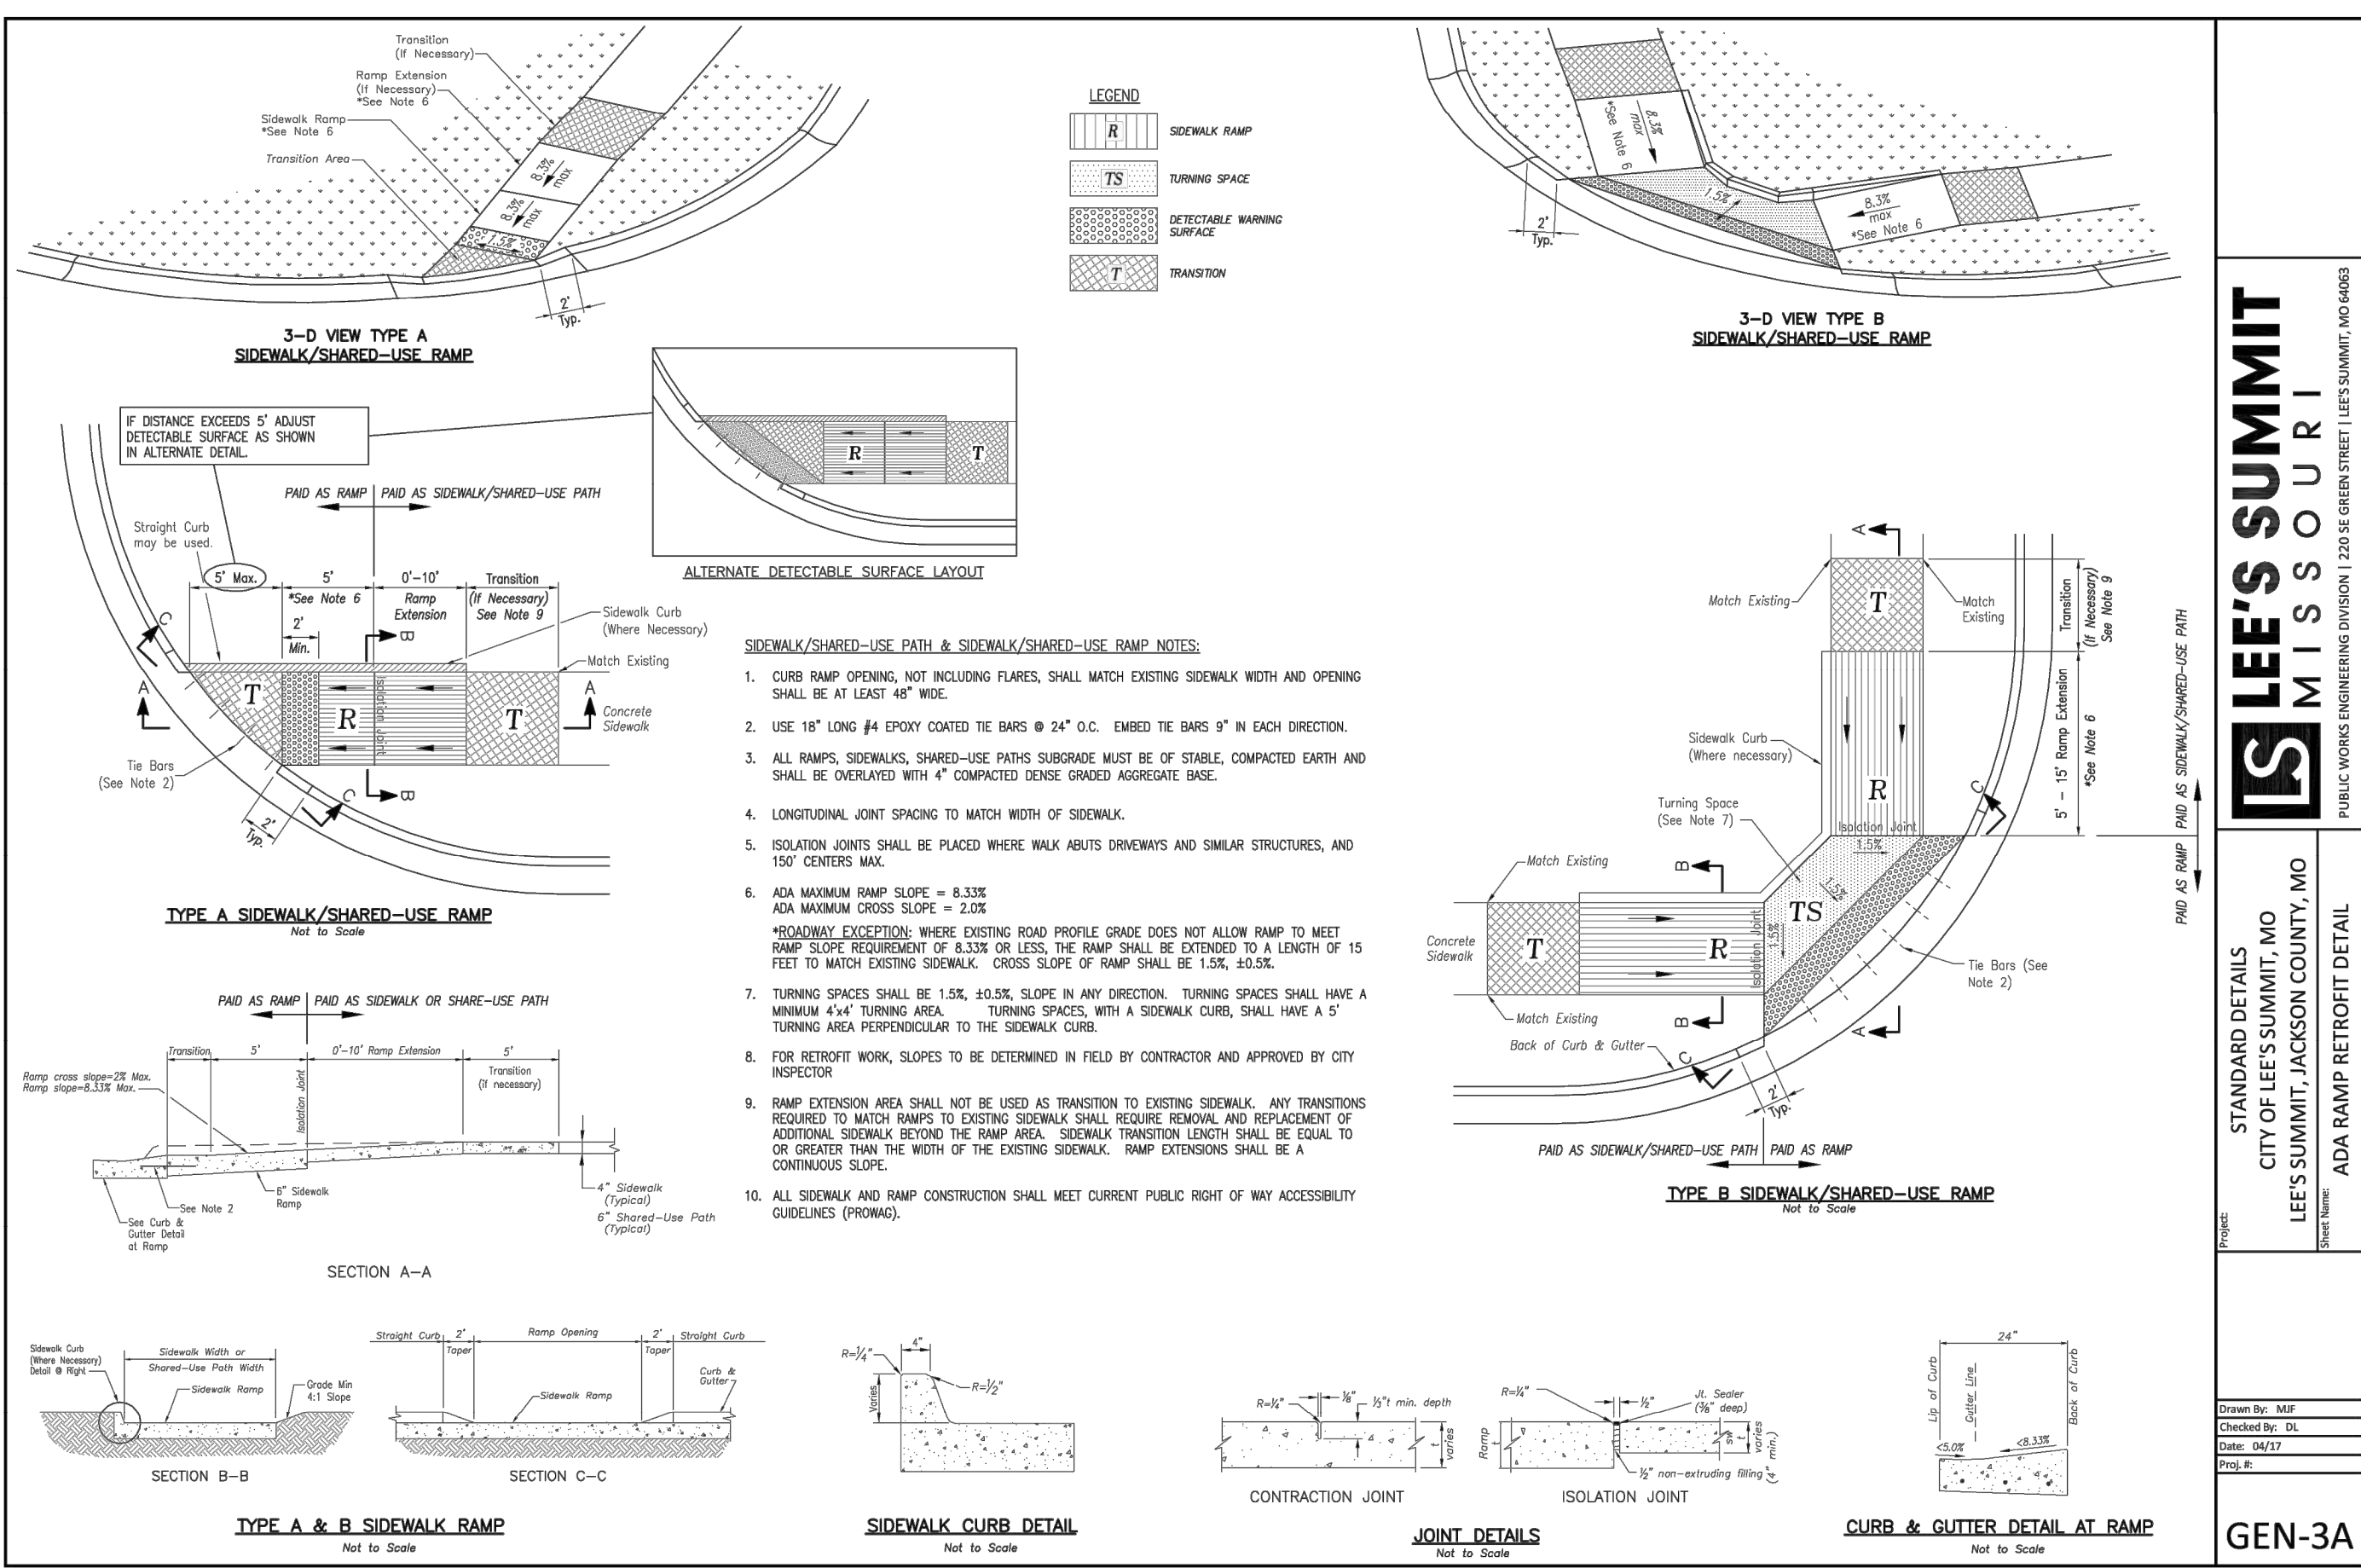 Transition
(If Necessary)
Ramp Extension
(If Necessary)
*See Note 6
Sidewalk Ramp
*See Note 6
Transition Area
8.3%
max
8.3%
max
1.5%
2'
Typ.
3-D VIEW TYPE A
SIDEWALK/SHARED-USE RAMP
LEGEND
R
SIDEWALK RAMP
TS
TURNING SPACE
DETECTABLE WARNING
SURFACE
T
TRANSITION
*See Note 6
8.3%
max
1.5%
8.3%
max
*See Note 6
2'
Typ.
3-D VIEW TYPE B
SIDEWALK/SHARED-USE RAMP
IF DISTANCE EXCEEDS 5' ADJUST
DETECTABLE SURFACE AS SHOWN
IN ALTERNATE DETAIL.
R
T
ALTERNATE DETECTABLE SURFACE LAYOUT
PAID AS RAMP
PAID AS SIDEWALK/SHARED-USE PATH
Straight Curb
may be used.
5' Max.
5'
*See Note 6
0'-10'
Ramp
Extension
Transition
(If Necessary)
See Note 9
2'
Min.
Sidewalk Curb
(Where Necessary)
Match Existing
C
B
A
T
R
Isolation Joint
T
A
Concrete
Sidewalk
Tie Bars
(See Note 2)
C
B
2'
Typ.
TYPE A SIDEWALK/SHARED-USE RAMP
Not to Scale
PAID AS RAMP
PAID AS SIDEWALK OR SHARE-USE PATH
Transition
5'
0'-10' Ramp Extension
5'
Transition
(if necessary)
Ramp cross slope=2% Max.
Ramp slope=8.33% Max.
Isolation Joint
6" Sidewalk
Ramp
See Note 2
See Curb &
Gutter Detail
at Ramp
4" Sidewalk
(Typical)
6" Shared-Use Path
(Typical)
SECTION A-A
SIDEWALK/SHARED-USE PATH & SIDEWALK/SHARED-USE RAMP NOTES:
1. CURB RAMP OPENING, NOT INCLUDING FLARES, SHALL MATCH EXISTING SIDEWALK WIDTH AND OPENING
SHALL BE AT LEAST 48" WIDE.
2. USE 18" LONG #4 EPOXY COATED TIE BARS @ 24" O.C. EMBED TIE BARS 9" IN EACH DIRECTION.
3. ALL RAMPS, SIDEWALKS, SHARED-USE PATHS SUBGRADE MUST BE OF STABLE, COMPACTED EARTH AND
SHALL BE OVERLAYED WITH 4" COMPACTED DENSE GRADED AGGREGATE BASE.
4. LONGITUDINAL JOINT SPACING TO MATCH WIDTH OF SIDEWALK.
5. ISOLATION JOINTS SHALL BE PLACED WHERE WALK ABUTS DRIVEWAYS AND SIMILAR STRUCTURES, AND
150' CENTERS MAX.
6. ADA MAXIMUM RAMP SLOPE = 8.33%
ADA MAXIMUM CROSS SLOPE = 2.0%
*ROADWAY EXCEPTION: WHERE EXISTING ROAD PROFILE GRADE DOES NOT ALLOW RAMP TO MEET
RAMP SLOPE REQUIREMENT OF 8.33% OR LESS, THE RAMP SHALL BE EXTENDED TO A LENGTH OF 15
FEET TO MATCH EXISTING SIDEWALK. CROSS SLOPE OF RAMP SHALL BE 1.5%, ±0.5%.
7. TURNING SPACES SHALL BE 1.5%, ±0.5%, SLOPE IN ANY DIRECTION. TURNING SPACES SHALL HAVE A
MINIMUM 4'x4' TURNING AREA. TURNING SPACES, WITH A SIDEWALK CURB, SHALL HAVE A 5'
TURNING AREA PERPENDICULAR TO THE SIDEWALK CURB.
8. FOR RETROFIT WORK, SLOPES TO BE DETERMINED IN FIELD BY CONTRACTOR AND APPROVED BY CITY
INSPECTOR
9. RAMP EXTENSION AREA SHALL NOT BE USED AS TRANSITION TO EXISTING SIDEWALK. ANY TRANSITIONS
REQUIRED TO MATCH RAMPS TO EXISTING SIDEWALK SHALL REQUIRE REMOVAL AND REPLACEMENT OF
ADDITIONAL SIDEWALK BEYOND THE RAMP AREA. SIDEWALK TRANSITION LENGTH SHALL BE EQUAL TO
OR GREATER THAN THE WIDTH OF THE EXISTING SIDEWALK. RAMP EXTENSIONS SHALL BE A
CONTINUOUS SLOPE.
10. ALL SIDEWALK AND RAMP CONSTRUCTION SHALL MEET CURRENT PUBLIC RIGHT OF WAY ACCESSIBILITY
GUIDELINES (PROWAG).
A
Match Existing
T
Match
Existing
Transition
(If Necessary)
See Note 9
5' - 15' Ramp Extension
*See Note 6
PAID AS SIDEWALK/SHARED-USE PATH
PAID AS RAMP
Sidewalk Curb
(Where necessary)
R
Turning Space
(See Note 7)
Isolation Joint
C
1.5%
Match Existing
B
1.5%
TS
Concrete
Sidewalk
T
R
Isolation Joint
1.5%
Tie Bars (See
Note 2)
Match Existing
B
A
Back of Curb & Gutter
C
2'
Typ.
PAID AS SIDEWALK/SHARED-USE PATH
PAID AS RAMP
TYPE B SIDEWALK/SHARED-USE RAMP
Not to Scale
Sidewalk Curb
(Where Necessary)
Detail @ Right
Sidewalk Width or
Shared-Use Path Width
Sidewalk Ramp
Grade Min
4:1 Slope
SECTION B-B
Straight Curb
2'
Taper
Ramp Opening
2'
Taper
Straight Curb
Curb &
Gutter
Sidewalk Ramp
SECTION C-C
TYPE A & B SIDEWALK RAMP
Not to Scale
4"
R=1/4"
R=1/2"
Varies
SIDEWALK CURB DETAIL
Not to Scale
R=1/4"
1/8"
1/3"t min. depth
t
varies
CONTRACTION JOINT
R=1/4"
1/2"
Jt. Sealer
(3/8" deep)
Ramp
t
sw
t
varies
(4" min.)
1/2" non-extruding filling
ISOLATION JOINT
JOINT DETAILS
Not to Scale
24"
Lip of Curb
Gutter Line
Back of Curb
<5.0%
<8.33%
CURB & GUTTER DETAIL AT RAMP
Not to Scale
LS LEE'S SUMMIT
MISSOURI
PUBLIC WORKS ENGINEERING DIVISION | 220 SE GREEN STREET | LEE'S SUMMIT, MO 64063
Project:
STANDARD DETAILS
CITY OF LEE'S SUMMIT, MO
LEE'S SUMMIT, JACKSON COUNTY, MO
Sheet Name:
ADA RAMP RETROFIT DETAIL
Drawn By: MJF
Checked By: DL
Date: 04/17
Proj. #:
GEN-3A